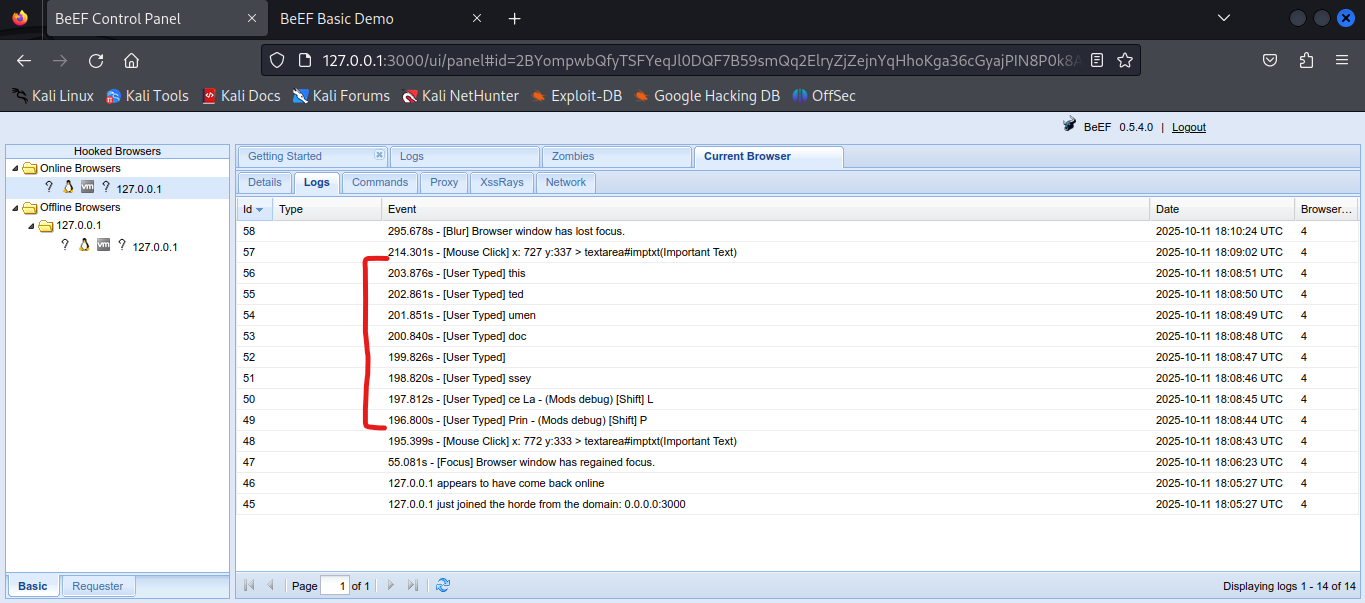 BeEF Control Panel
BeEF Basic Demo
127.0.0.1:3000/ui/panel#id=2BYompwbQfyTSFYeqJl0DQF7B59smQq2ElryZjZejnYqHhoKga36cGyajPIN8P0k8A
Kali Linux Kali Tools Kali Docs Kali Forums Kali NetHunter Exploit-DB Google Hacking DB OffSec
BeEF 0.5.4.0 | Logout
Hooked Browsers
Online Browsers
? vm ? 127.0.0.1
Offline Browsers
127.0.0.1
? vm ? 127.0.0.1
Basic Requester
Getting Started Logs Zombies Current Browser
Details Logs Commands Proxy XssRays Network
Id Type Event Date Browser...
58 295.678s - [Blur] Browser window has lost focus. 2025-10-11 18:10:24 UTC 4
57 214.301s - [Mouse Click] x: 727 y:337 > textarea#imptxt(Important Text) 2025-10-11 18:09:02 UTC 4
56 203.876s - [User Typed] this 2025-10-11 18:08:51 UTC 4
55 202.861s - [User Typed] ted 2025-10-11 18:08:50 UTC 4
54 201.851s - [User Typed] umen 2025-10-11 18:08:49 UTC 4
53 200.840s - [User Typed] doc 2025-10-11 18:08:48 UTC 4
52 199.826s - [User Typed] 2025-10-11 18:08:47 UTC 4
51 198.820s - [User Typed] ssey 2025-10-11 18:08:46 UTC 4
50 197.812s - [User Typed] ce La - (Mods debug) [Shift] L 2025-10-11 18:08:45 UTC 4
49 196.800s - [User Typed] Prin - (Mods debug) [Shift] P 2025-10-11 18:08:44 UTC 4
48 195.399s - [Mouse Click] x: 772 y:333 > textarea#imptxt(Important Text) 2025-10-11 18:08:43 UTC 4
47 55.081s - [Focus] Browser window has regained focus. 2025-10-11 18:06:23 UTC 4
46 127.0.0.1 appears to have come back online 2025-10-11 18:05:27 UTC 4
45 127.0.0.1 just joined the horde from the domain: 0.0.0.0:3000 2025-10-11 18:05:27 UTC 4
Page 1 of 1 Displaying logs 1 - 14 of 14